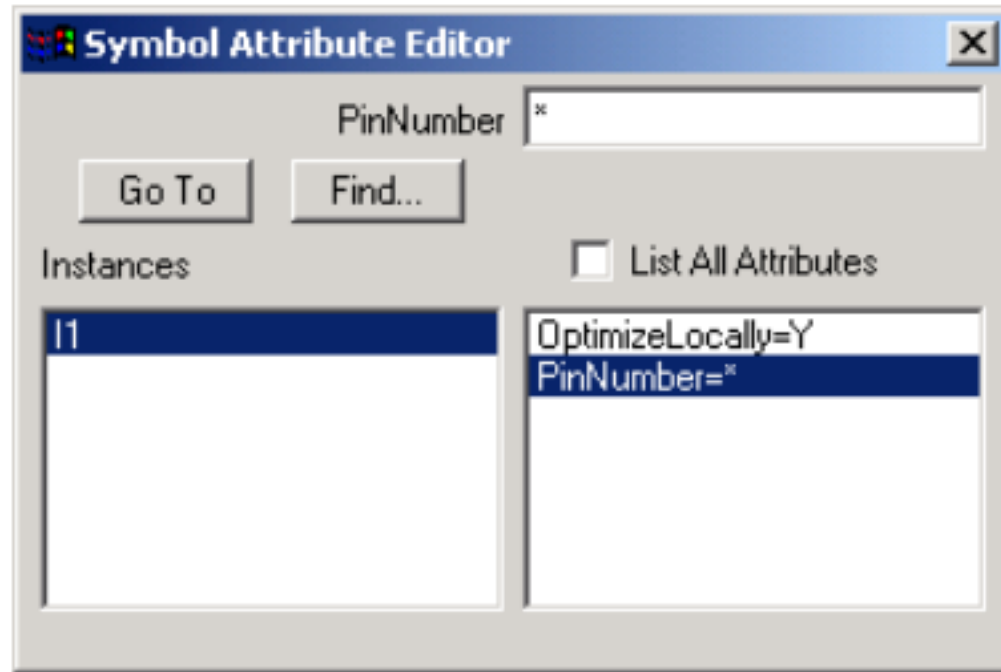 Symbol Attribute Editor
PinNumber *
Go To Find...
Instances List All Attributes
I1
OptimizeLocally=Y
PinNumber=*